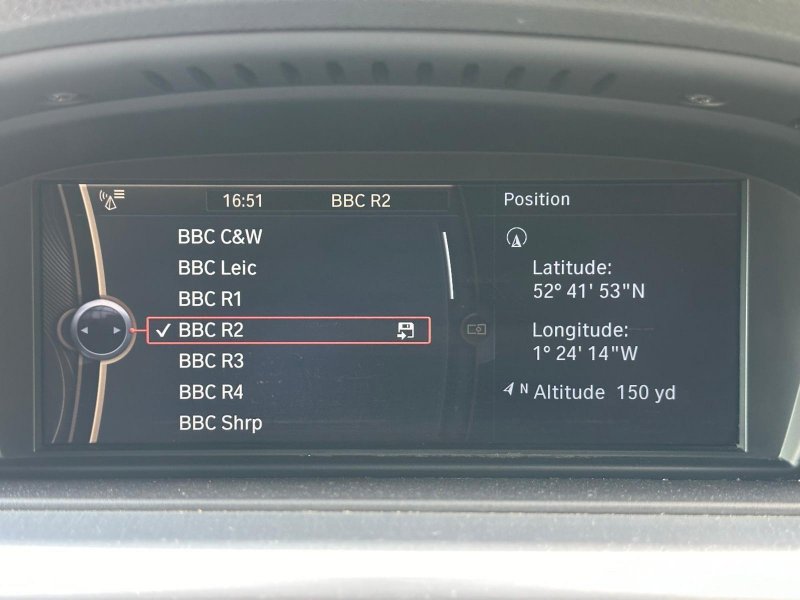 16:51 BBC R2
BBC C&W
BBC Leic
BBC R1
BBC R2
BBC R3
BBC R4
BBC Shrp
Position
Latitude:
52° 41' 53"N
Longitude:
1° 24' 14"W
N Altitude 150 yd